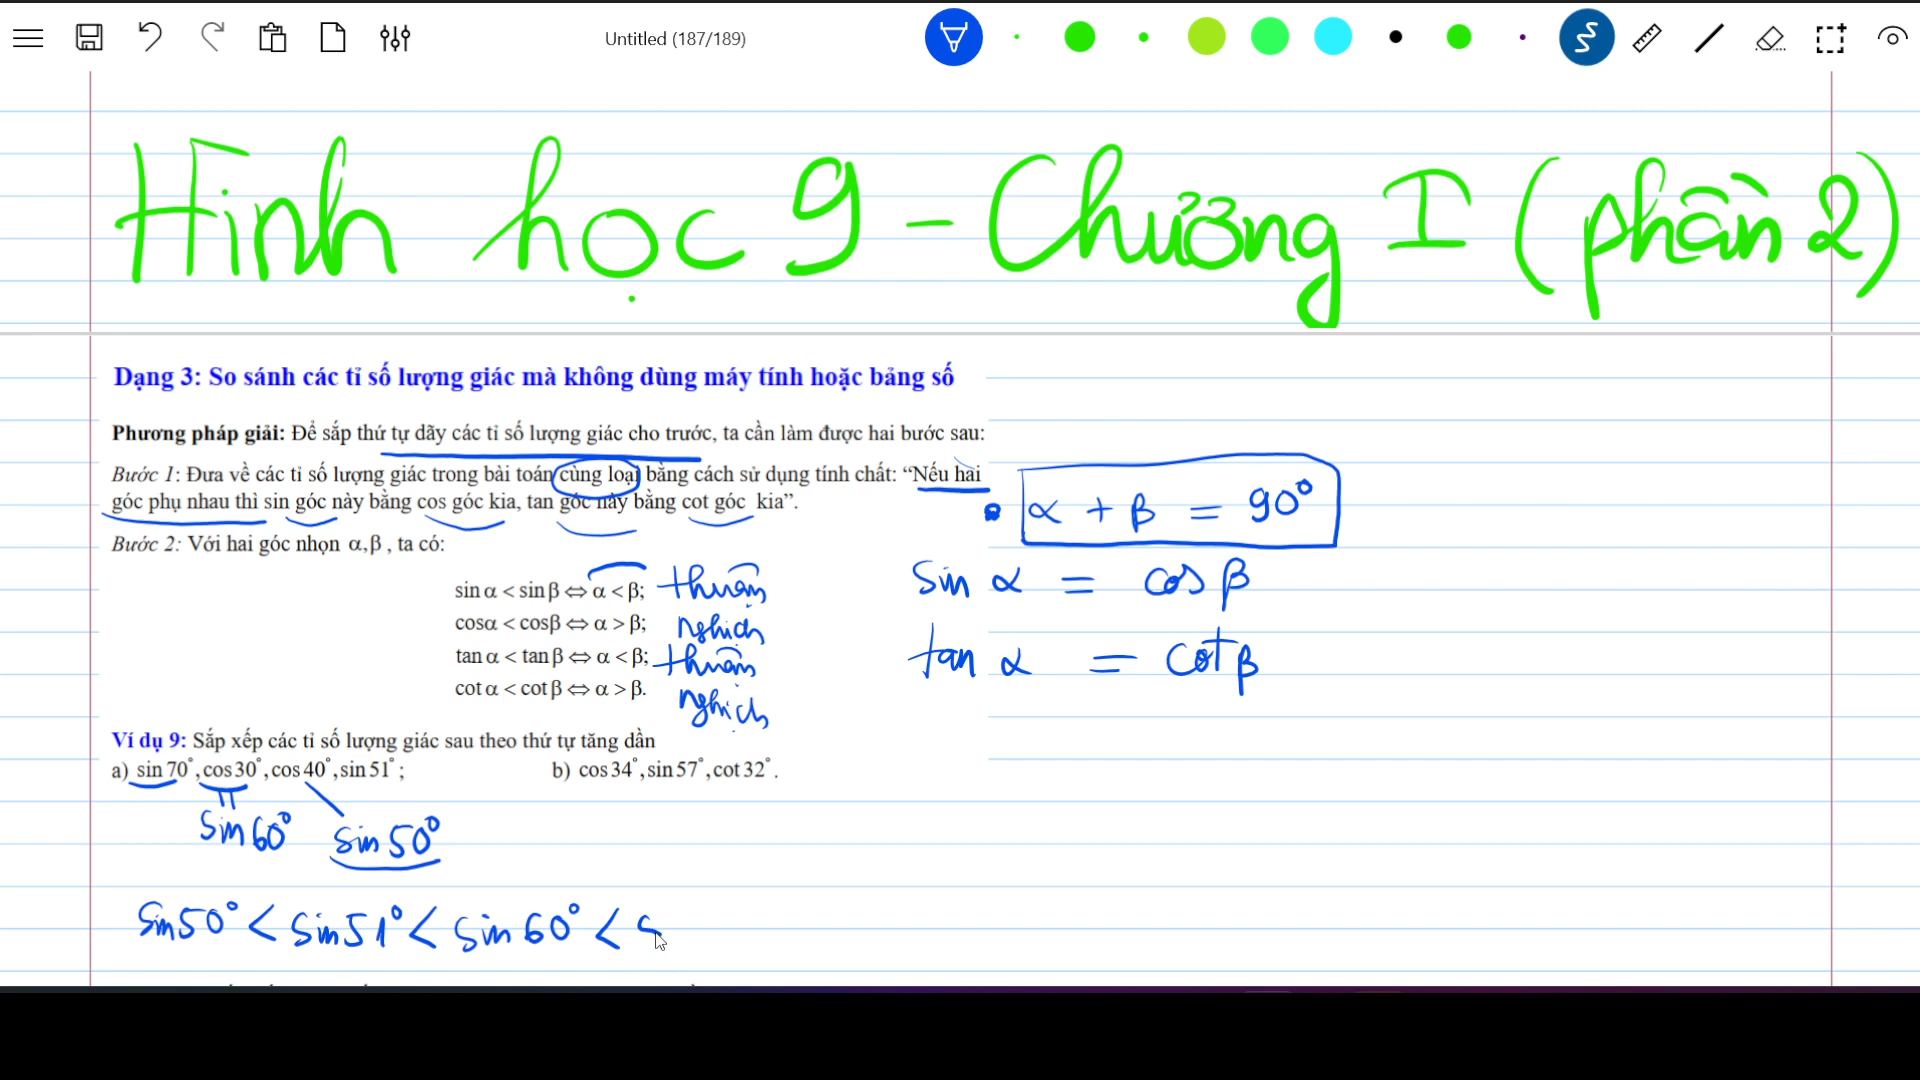 Untitled (187/189)
Hình học 9 - Chương I (phần 2)
Dạng 3: So sánh các tỉ số lượng giác mà không dùng máy tính hoặc bảng số
Phương pháp giải: Để sắp thứ tự dãy các tỉ số lượng giác cho trước, ta cần làm được hai bước sau:
Bước 1: Đưa về các tỉ số lượng giác trong bài toán cùng loại bằng cách sử dụng tính chất: “Nếu hai
góc phụ nhau thì sin góc này bằng cos góc kia, tan góc này bằng cot góc kia”.
α + β = 90°
Bước 2: Với hai góc nhọn α,β , ta có:
sin α < sin β ⇔ α < β; thuận
sin α = cos β
cosα < cosβ ⇔ α > β; nghịch
tan α < tan β ⇔ α < β; thuận
tan α = cot β
cot α < cot β ⇔ α > β. nghịch
Ví dụ 9: Sắp xếp các tỉ số lượng giác sau theo thứ tự tăng dần
a) sin 70°, cos 30°, cos 40°, sin 51° ; b) cos 34°, sin 57°, cot 32° .
sin 60° sin 50°
sin 50° < sin 51° < sin 60° < s